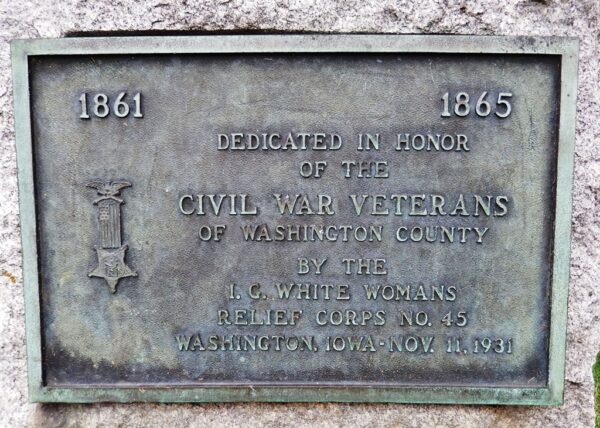 1861 1865
DEDICATED IN HONOR
OF THE
CIVIL WAR VETERANS
OF WASHINGTON COUNTY
BY THE
I. G. WHITE WOMANS
RELIEF CORPS NO. 45
WASHINGTON, IOWA-NOV. 11, 1931